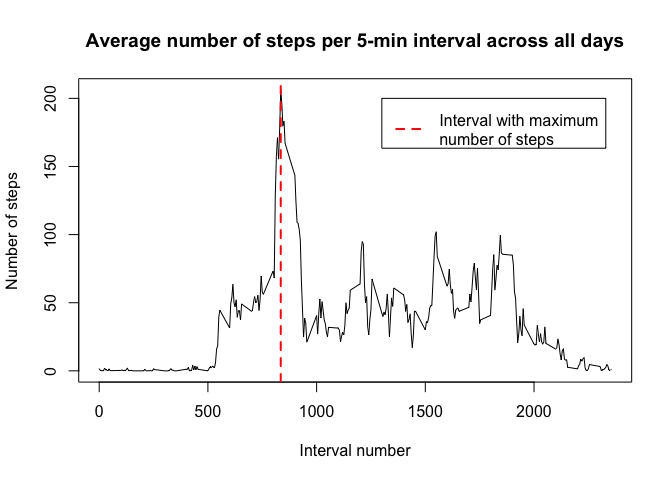 Average number of steps per 5-min interval across all days
Number of steps
200
150
100
50
0
Interval with maximum
number of steps
0 500 1000 1500 2000
Interval number